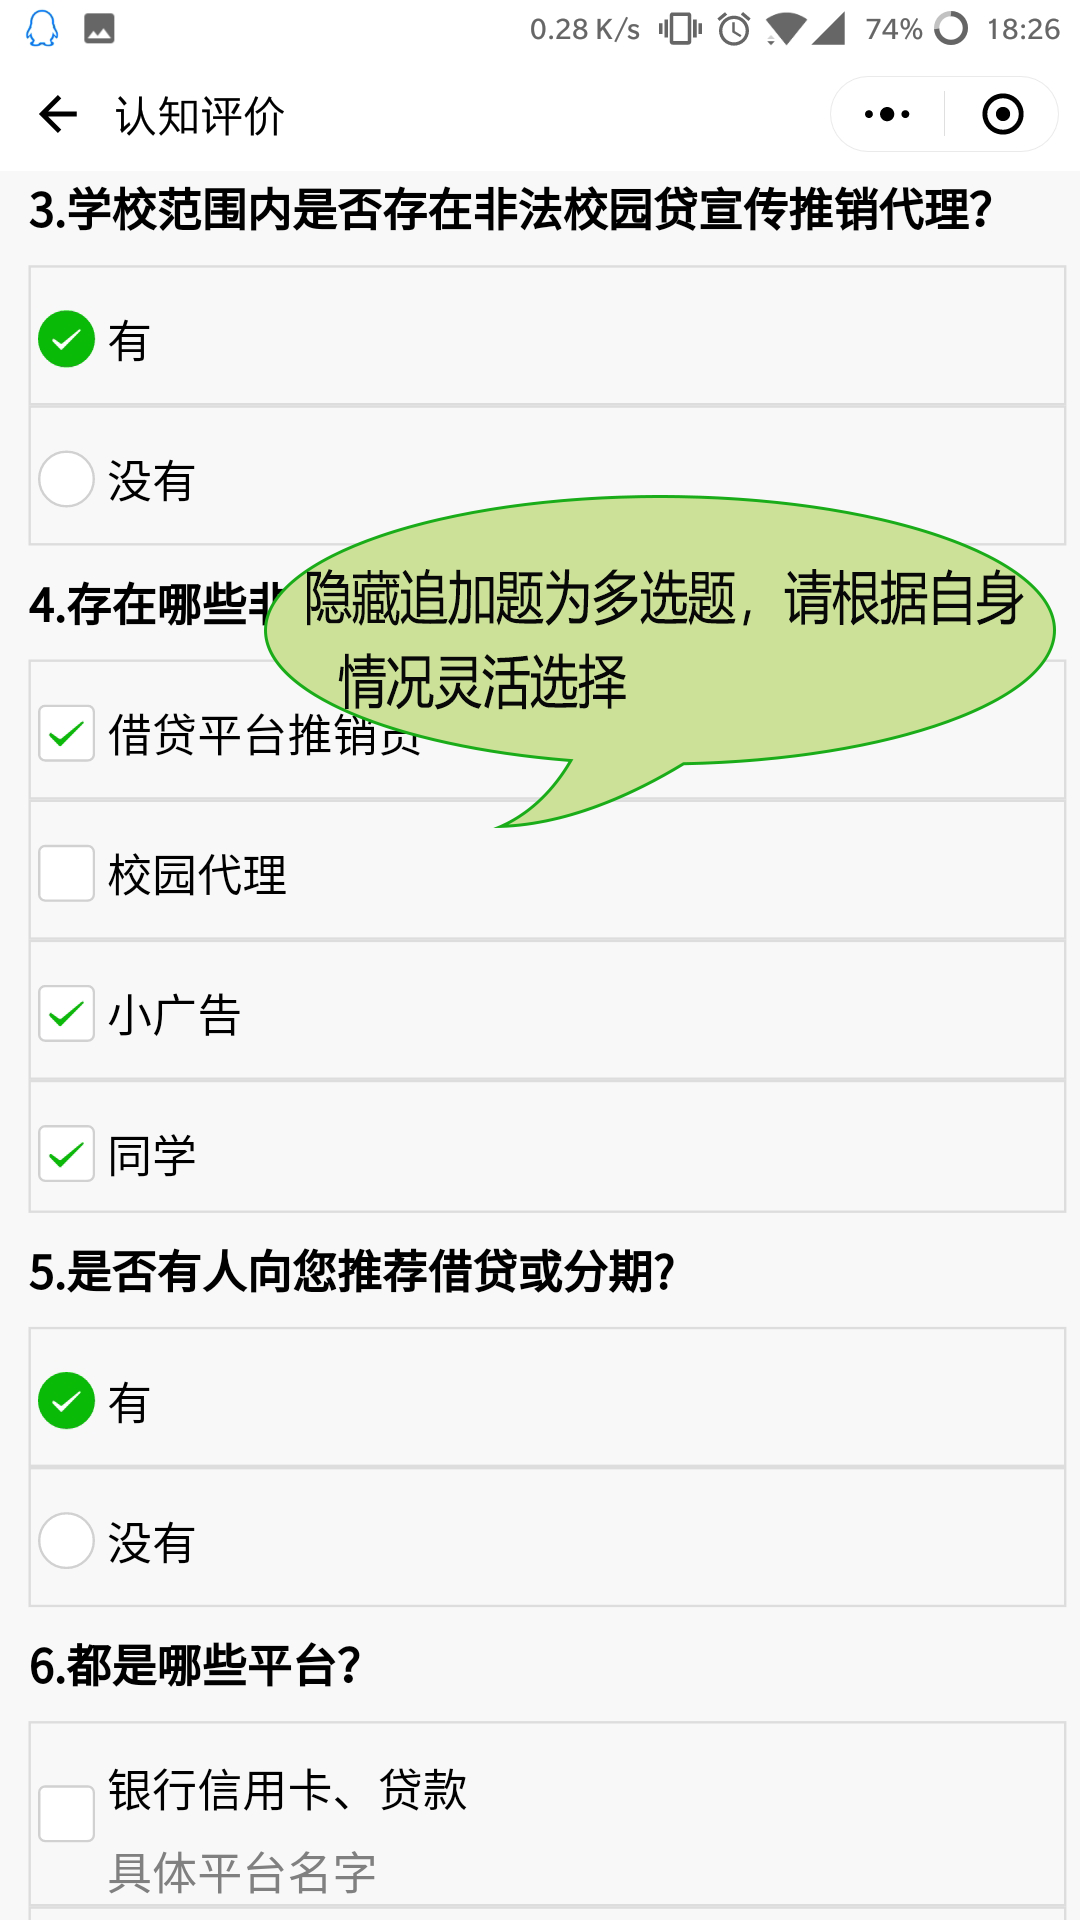 0.28 K/s 74% 18:26
认知评价
3.学校范围内是否存在非法校园贷宣传推销代理?
有
没有
4.存在哪些非
隐藏追加题为多选题，请根据自身
情况灵活选择
借贷平台推销员
校园代理
小广告
同学
5.是否有人向您推荐借贷或分期?
有
没有
6.都是哪些平台?
银行信用卡、贷款
具体平台名字